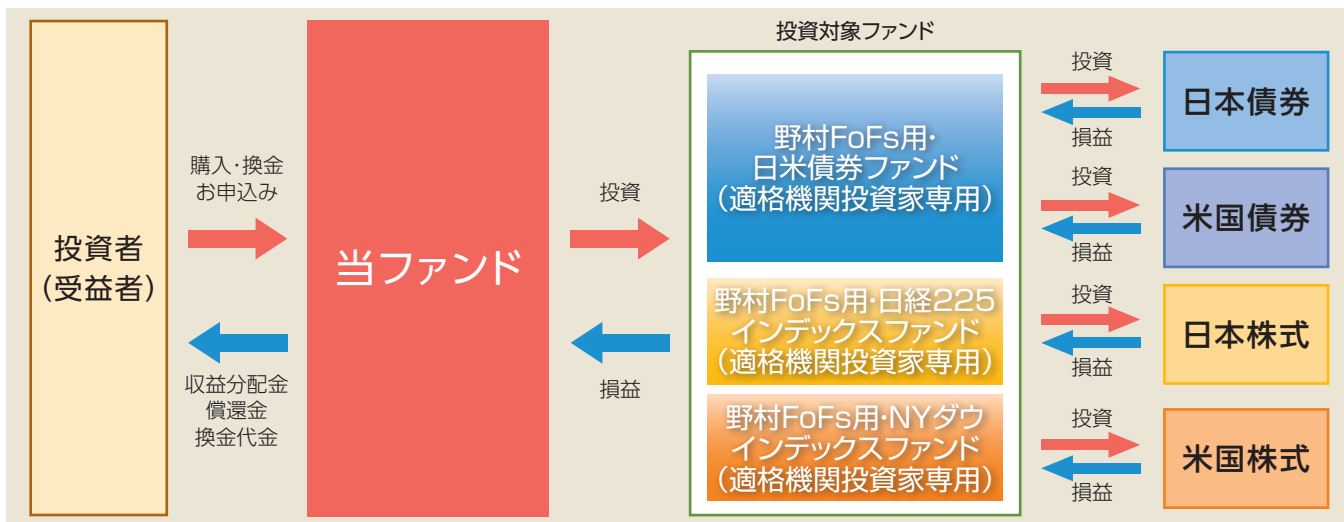 投資者
(受益者)
購入・換金
お申込み
収益分配金
償還金
換金代金
当ファンド
投資
損益
投資対象ファンド
野村FoFs用・
日米債券ファンド
(適格機関投資家専用)
野村FoFs用・日経225
インデックスファンド
(適格機関投資家専用)
野村FoFs用・NYダウ
インデックスファンド
(適格機関投資家専用)
投資
損益
日本債券
投資
損益
米国債券
投資
損益
日本株式
投資
損益
米国株式